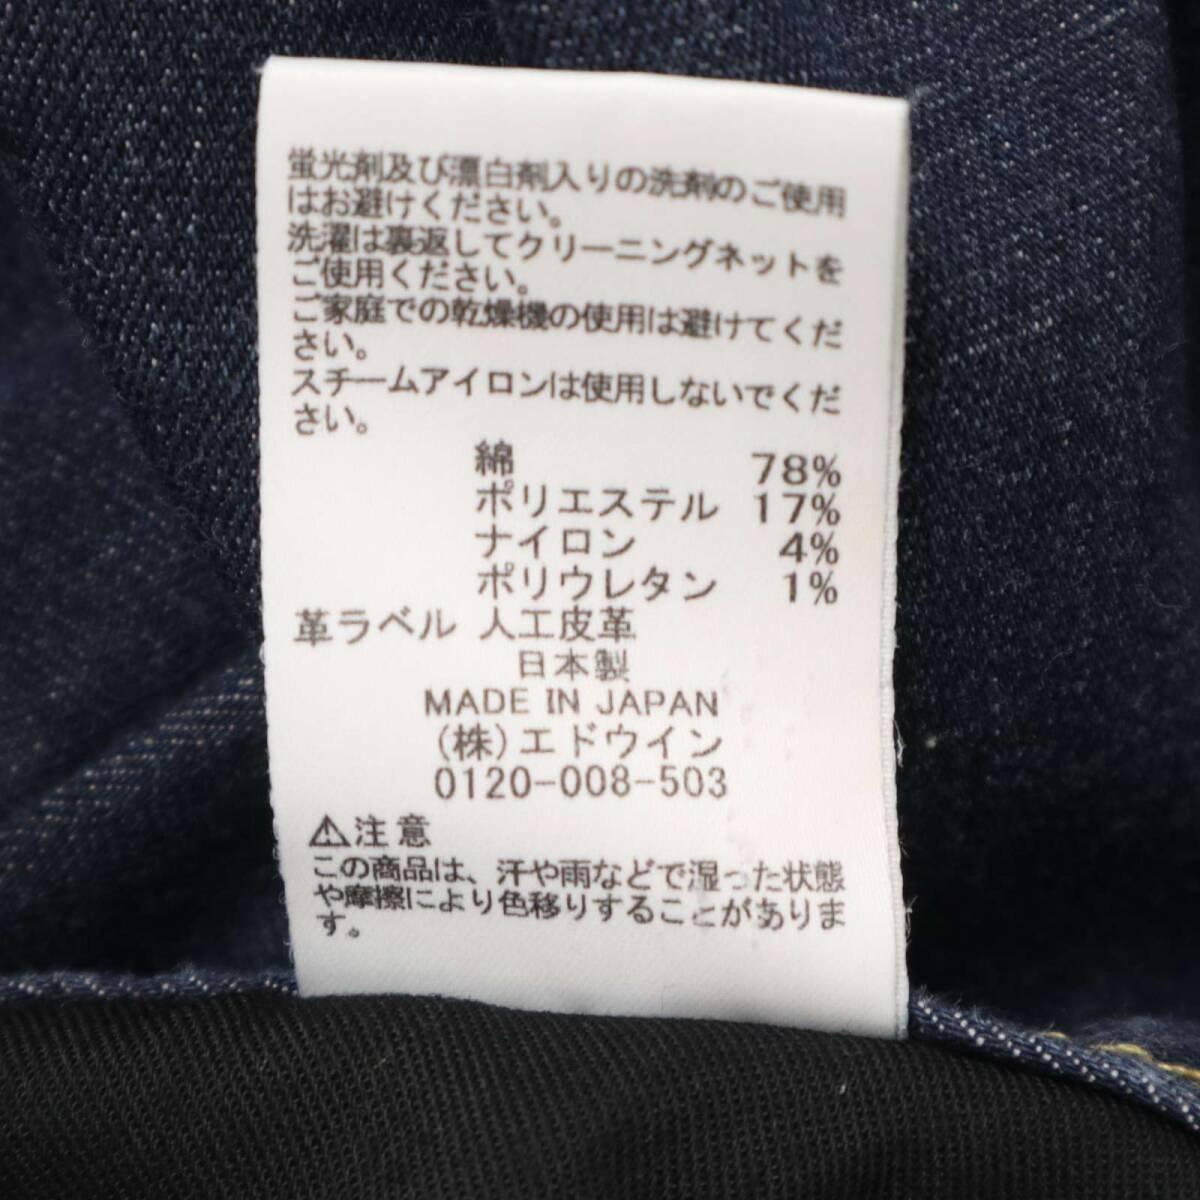 蛍光剤及び漂白剤入りの洗剤のご使用
はお避けください。
洗濯は裏返してクリーニングネットを
ご使用ください。
ご家庭での乾燥機の使用は避けてくだ
さい。
スチームアイロンは使用しないでくだ
さい。
綿 78%
ポリエステル 17%
ナイロン 4%
ポリウレタン 1%
革ラベル 人工皮革
日本製
MADE IN JAPAN
(株)エドウイン
0120-008-503
⚠注意
この商品は、汗や雨などで湿った状態
や摩擦により色移りすることがありま
す。